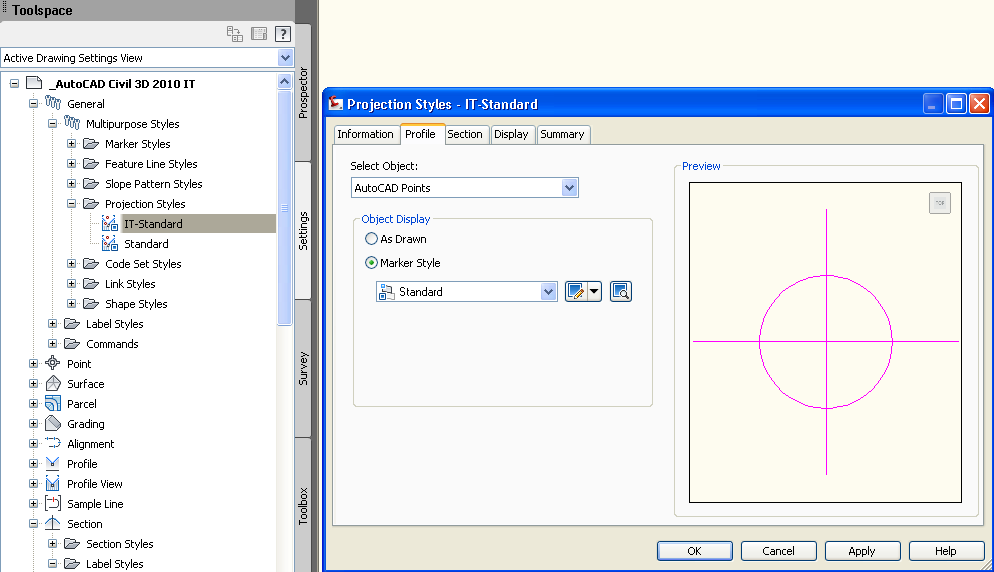 Toolspace
?
Active Drawing Settings View
_AutoCAD Civil 3D 2010 IT
General
Multipurpose Styles
Marker Styles
Feature Line Styles
Slope Pattern Styles
Projection Styles
IT-Standard
Standard
Code Set Styles
Link Styles
Shape Styles
Label Styles
Commands
Point
Surface
Parcel
Grading
Alignment
Profile
Profile View
Sample Line
Section
Section Styles
Label Styles
Prospector
Settings
Survey
Toolbox
Projection Styles - IT-Standard
Information
Profile
Section
Display
Summary
Select Object:
AutoCAD Points
Object Display
As Drawn
Marker Style
Standard
Preview
TOP
OK
Cancel
Apply
Help